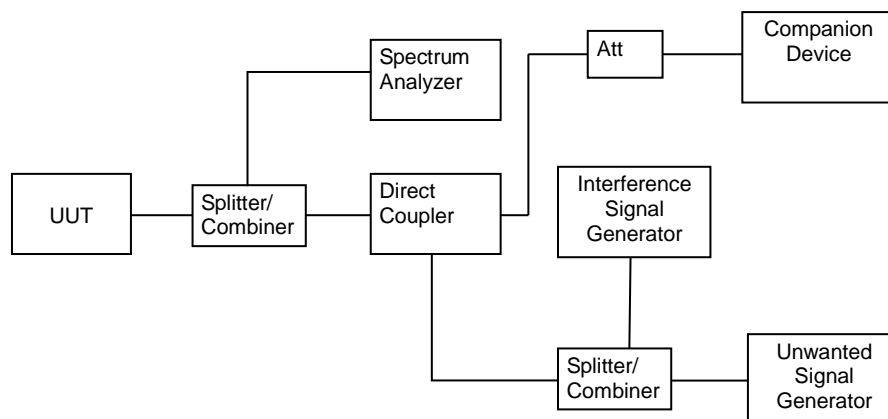 Spectrum
Analyzer
Att
Companion
Device
UUT
Splitter/
Combiner
Direct
Coupler
Interference
Signal
Generator
Splitter/
Combiner
Unwanted
Signal
Generator